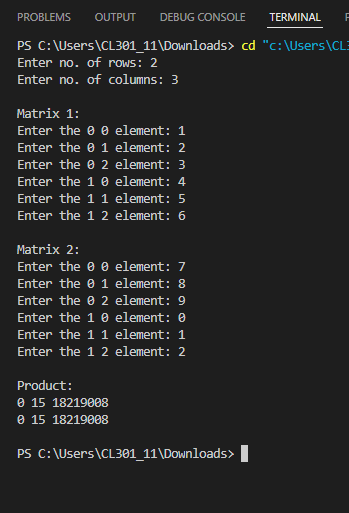 PROBLEMS OUTPUT DEBUG CONSOLE TERMINAL
PS C:\Users\CL301_11\Downloads> cd "c:\Users\CL
Enter no. of rows: 2
Enter no. of columns: 3
Matrix 1:
Enter the 0 0 element: 1
Enter the 0 1 element: 2
Enter the 0 2 element: 3
Enter the 1 0 element: 4
Enter the 1 1 element: 5
Enter the 1 2 element: 6
Matrix 2:
Enter the 0 0 element: 7
Enter the 0 1 element: 8
Enter the 0 2 element: 9
Enter the 1 0 element: 0
Enter the 1 1 element: 1
Enter the 1 2 element: 2
Product:
0 15 18219008
0 15 18219008
PS C:\Users\CL301_11\Downloads>